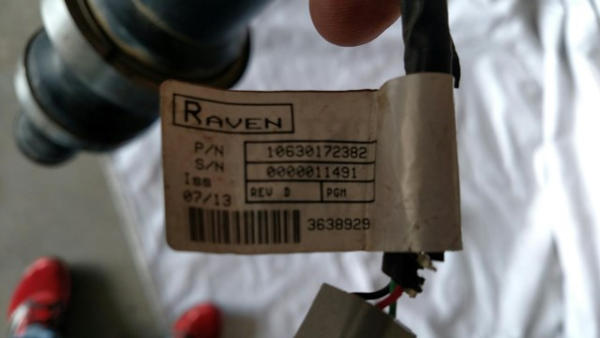 RAVEN
P/N 10630172382
S/N 0000011491
Iss REV D PGM
07/13
3638929